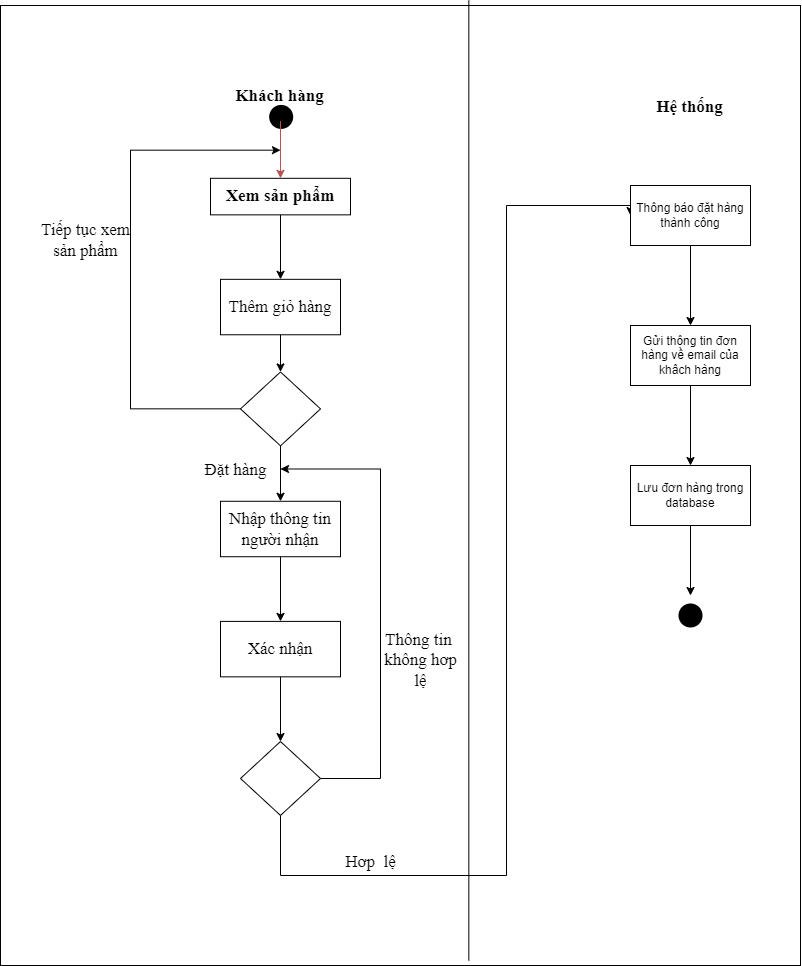 Khách hàng
Xem sản phẩm
Tiếp tục xem
sản phẩm
Thêm giỏ hàng
Đặt hàng
Nhập thông tin
người nhận
Xác nhận
Thông tin
không hơp
lệ
Hơp lệ
Hệ thống
Thông báo đặt hàng
thành công
Gửi thông tin đơn
hàng về email của
khách hàng
Lưu đơn hàng trong
database